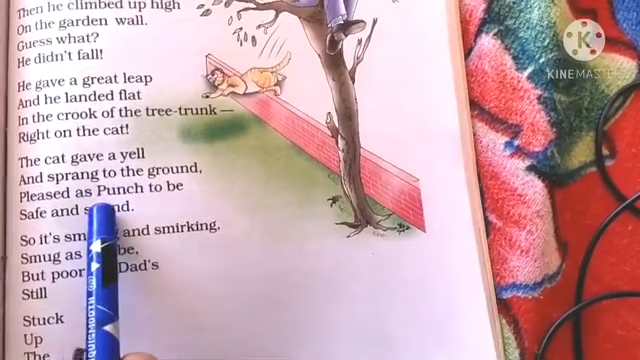 Then he climbed up high
On the garden wall.
Guess what?
He didn't fall!
He gave a great leap
And he landed flat
In the crook of the tree-trunk —
Right on the cat!
The cat gave a yell
And sprang to the ground,
Pleased as Punch to be
Safe and
So it's and smirking,
Smug as be,
But poor Dad's
Still
Stuck
Up
The
KINEMASTER